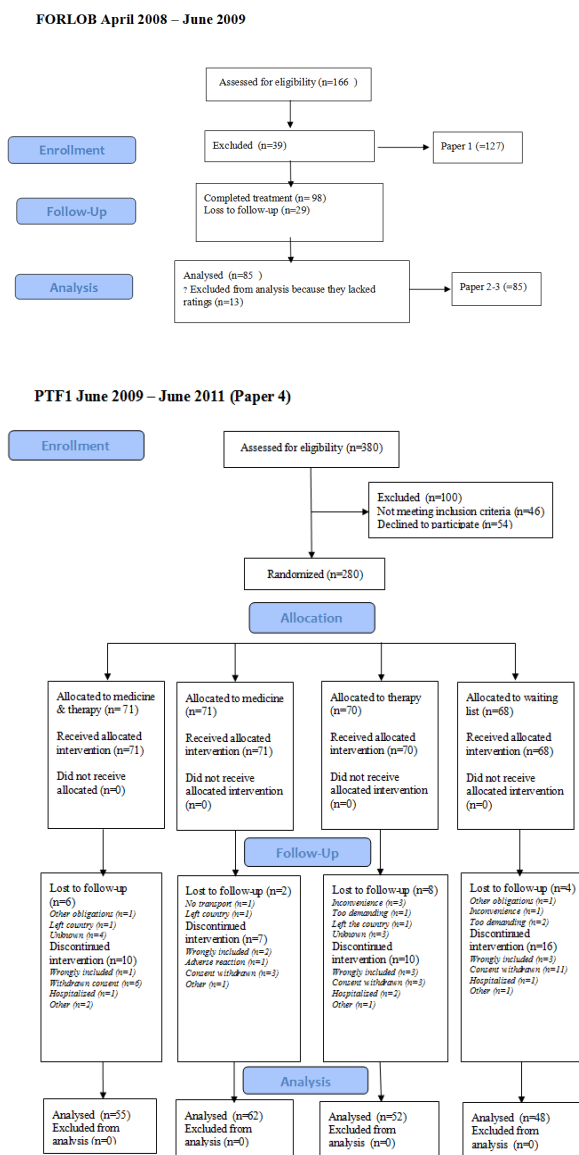 FORLOB April 2008 – June 2009
Assessed for eligibility (n=166 )
Enrollment
Excluded (n=39)
Paper 1 (=127)
Follow-Up
Completed treatment (n= 98)
Loss to follow-up (n=29)
Analysis
Analysed (n=85 )
? Excluded from analysis because they lacked
ratings (n=13)
Paper 2-3 (=85)
PTF1 June 2009 – June 2011 (Paper 4)
Enrollment
Assessed for eligibility (n=380)
Excluded (n=100)
Not meeting inclusion criteria (n=46)
Declined to participate (n=54)
Randomized (n=280)
Allocation
Allocated to medicine
& therapy (n= 71)
Received allocated
intervention (n=71)
Did not receive
allocated (n=0)
Allocated to medicine
(n=71)
Received allocated
intervention (n=71)
Did not receive
allocated intervention
(n=0)
Allocated to therapy
(n=70)
Received allocated
intervention (n=70)
Did not receive
allocated intervention
(n=0)
Allocated to waiting
list (n=68)
Received allocated
intervention (n=68)
Did not receive
allocated intervention
(n=0)
Follow-Up
Lost to follow-up
(n=6)
Other obligations (n=1)
Left country (n=1)
Unknown (n=4)
Discontinued
intervention (n=10)
Wrongly included (n=1)
Withdrawn consent (n=6)
Hospitalized (n=1)
Other (n=2)
Lost to follow-up (n=2)
No transport (n=1)
Left country (n=1)
Discontinued
intervention (n=7)
Wrongly included (n=2)
Adverse reaction (n=1)
Consent withdrawn (n=3)
Other (n=1)
Lost to follow-up (n=8)
Inconvenience (n=3)
Too demanding (n=1)
Left the country (n=1)
Unknown (n=3)
Discontinued
intervention (n=10)
Wrongly included (n=3)
Consent withdrawn (n=3)
Hospitalized (n=2)
Other (n=1)
Lost to follow-up (n=4)
Other obligations (n=1)
Inconvenience (n=1)
Too demanding (n=2)
Discontinued
intervention (n=16)
Wrongly included (n=3)
Consent withdrawn (n=11)
Hospitalized (n=1)
Other (n=1)
Analysis
Analysed (n=55)
Excluded from
analysis (n=0)
Analysed (n=62)
Excluded from
analysis (n=0)
Analysed (n=52)
Excluded from
analysis (n=0)
Analysed (n=48)
Excluded from
analysis (n=0)